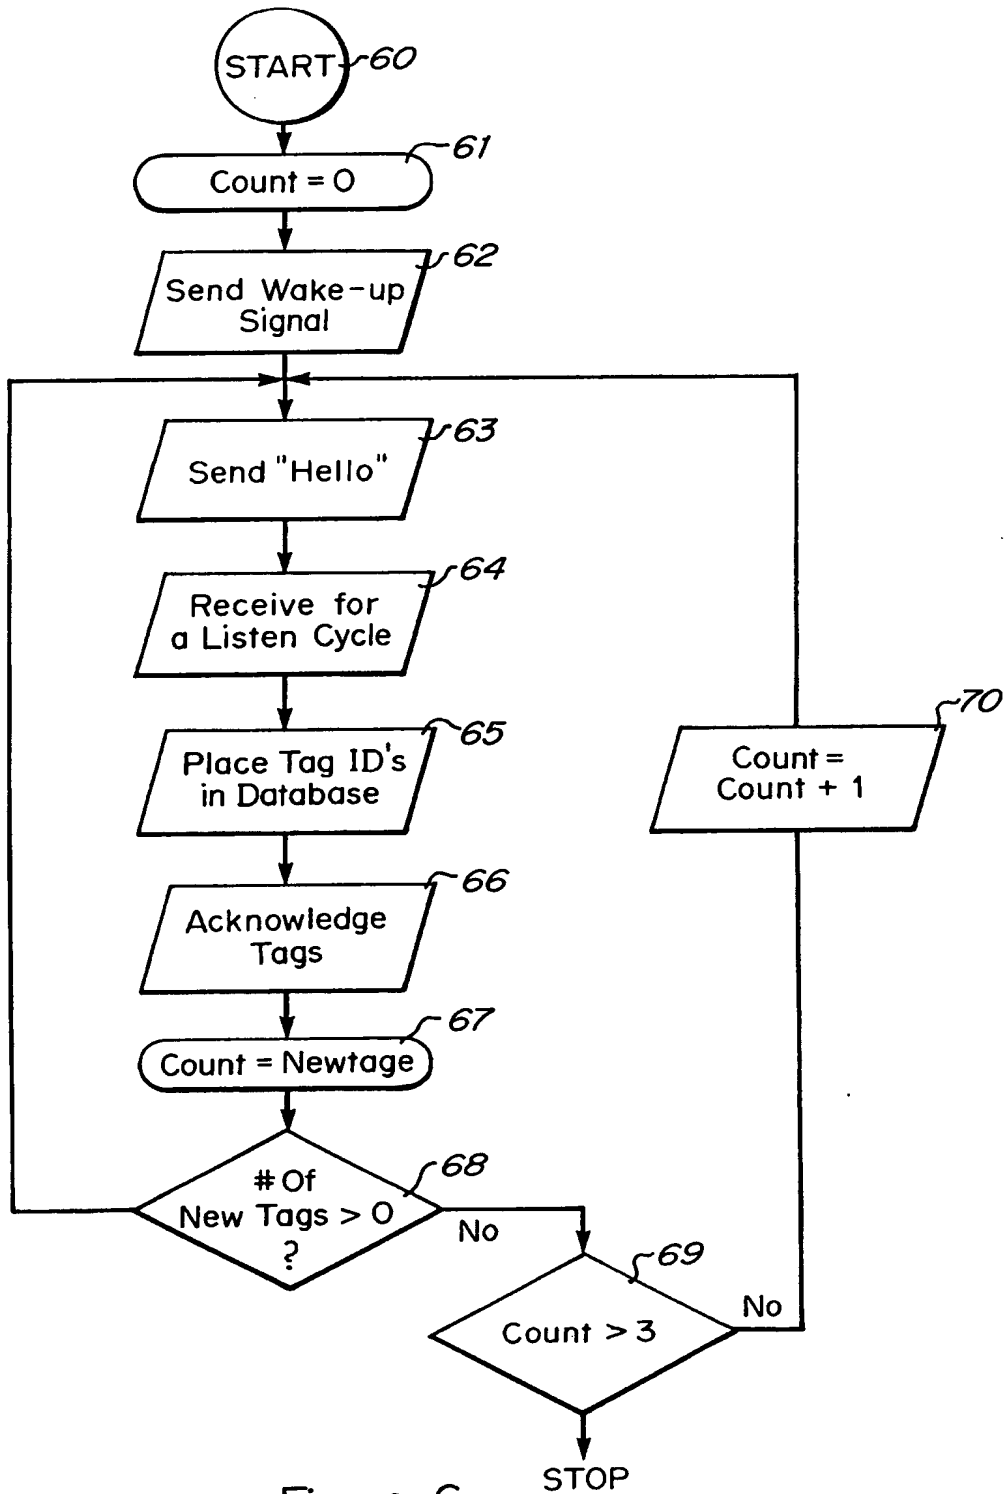 START
60
61
Count = 0
62
Send Wake-up
Signal
63
Send "Hello"
64
Receive for
a Listen Cycle
65
Place Tag ID's
in Database
70
Count =
Count + 1
66
Acknowledge
Tags
67
Count = Newtage
68
# Of
New Tags > 0
?
No
69
Count > 3
No
STOP